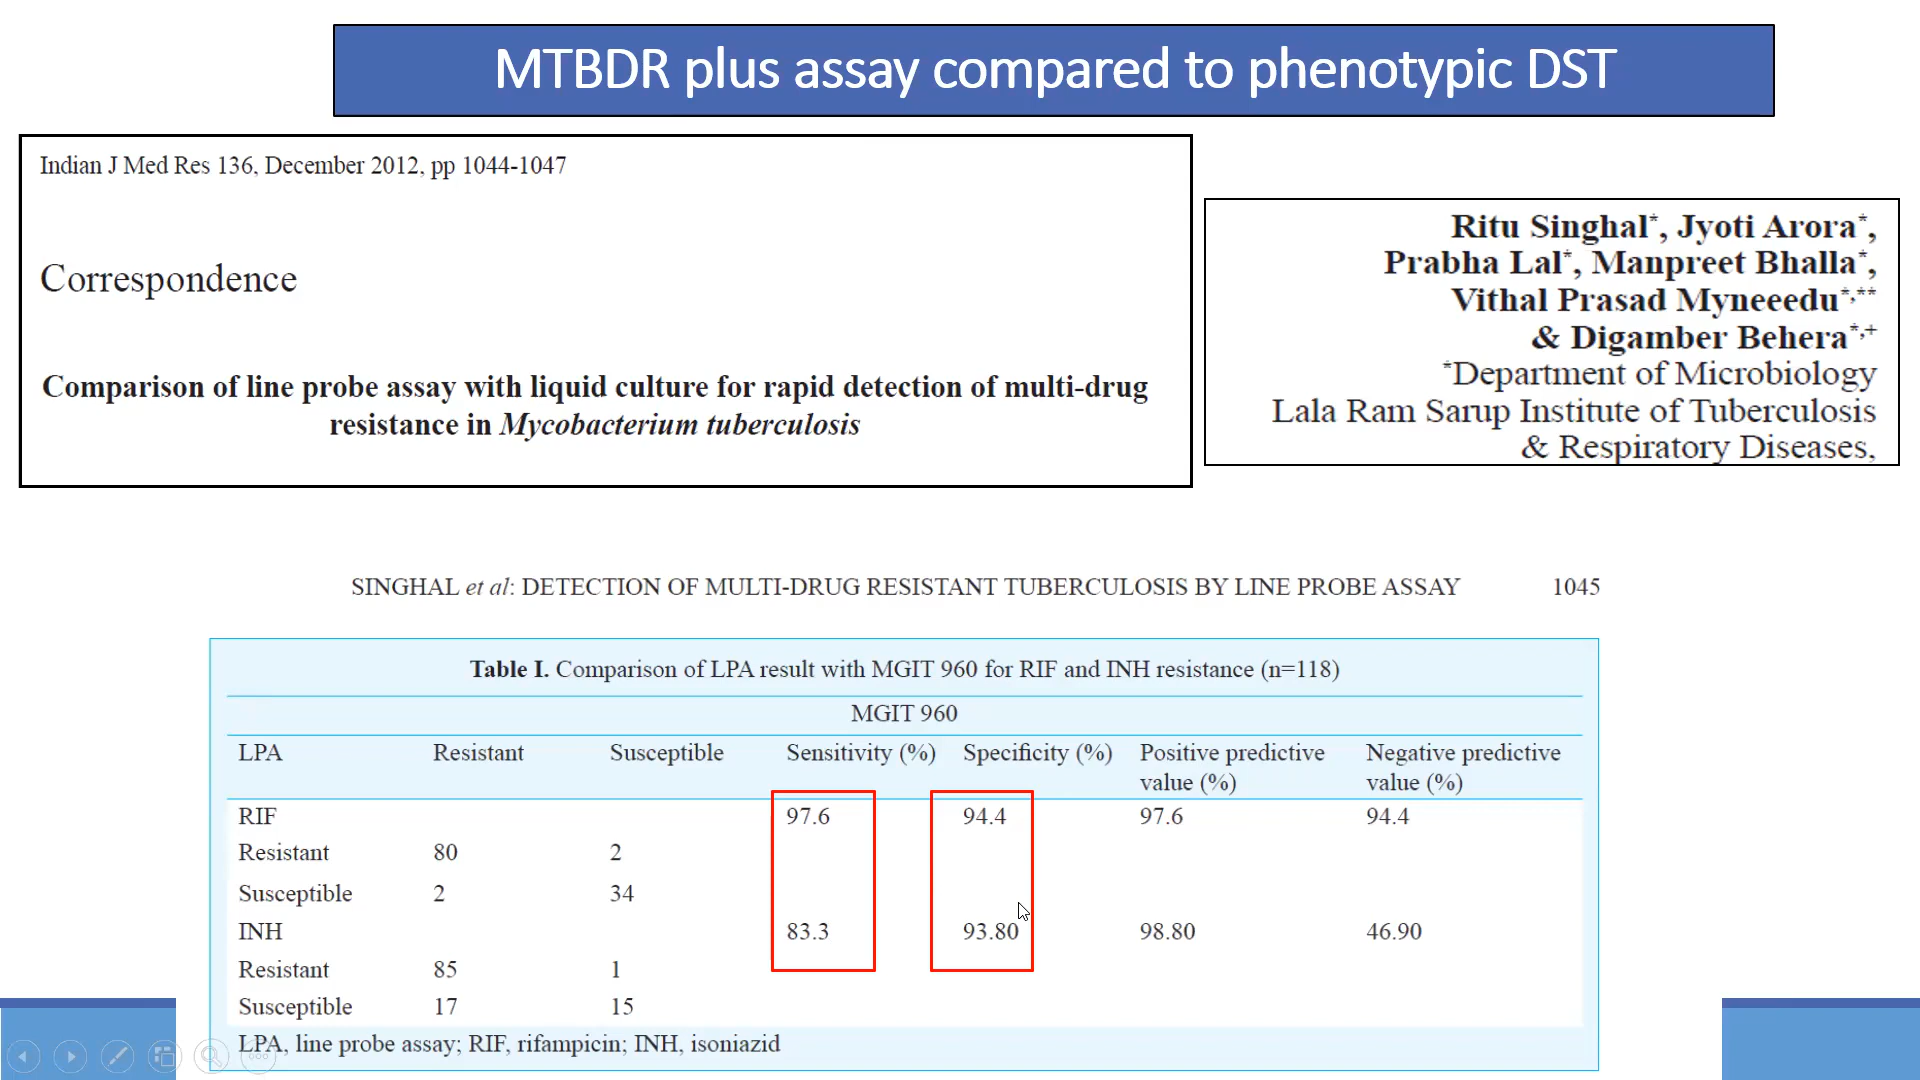 MTBDR plus assay compared to phenotypic DST
Indian J Med Res 136, December 2012, pp 1044-1047
Correspondence
Comparison of line probe assay with liquid culture for rapid detection of multi-drug
resistance in Mycobacterium tuberculosis
Ritu Singhal*, Jyoti Arora*,
Prabha Lal*, Manpreet Bhalla*,
Vithal Prasad Myneeedu*,**
& Digamber Behera*,+
*Department of Microbiology
Lala Ram Sarup Institute of Tuberculosis
& Respiratory Diseases,
SINGHAL et al: DETECTION OF MULTI-DRUG RESISTANT TUBERCULOSIS BY LINE PROBE ASSAY 1045
Table I. Comparison of LPA result with MGIT 960 for RIF and INH resistance (n=118)
MGIT 960
LPA Resistant Susceptible Sensitivity (%) Specificity (%) Positive predictive Negative predictive
value (%) value (%)
RIF 97.6 94.4 97.6 94.4
Resistant 80 2
Susceptible 2 34
INH 83.3 93.80 98.80 46.90
Resistant 85 1
Susceptible 17 15
LPA, line probe assay; RIF, rifampicin; INH, isoniazid